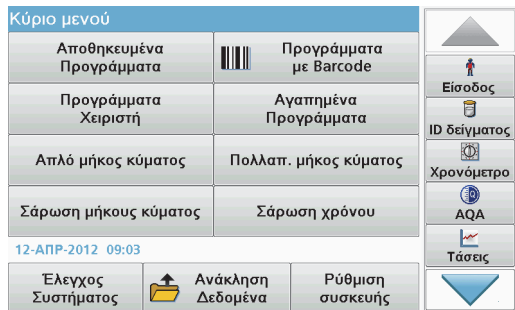 Κύριο μενού
Αποθηκευμένα
Προγράμματα
Προγράμματα
με Barcode
Προγράμματα
Χειριστή
Αγαπημένα
Προγράμματα
Απλό μήκος κύματος
Πολλαπ. μήκος κύματος
Σάρωση μήκους κύματος
Σάρωση χρόνου
12-ΑΠΡ-2012 09:03
Έλεγχος
Συστήματος
Ανάκληση
Δεδομένα
Ρύθμιση
συσκευής
Είσοδος
ID δείγματος
Χρονόμετρο
AQA
Τάσεις